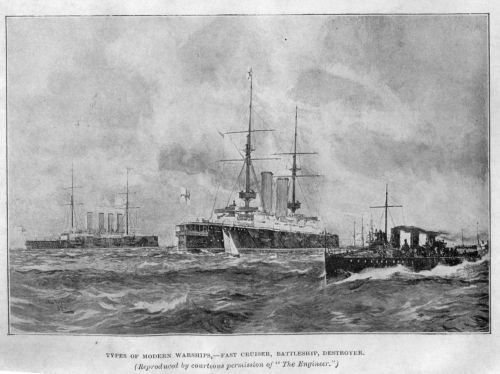 TYPES OF MODERN WARSHIPS,—FAST CRUISER, BATTLESHIP, DESTROYER.
(Reproduced by courteous permission of "The Engineer.")